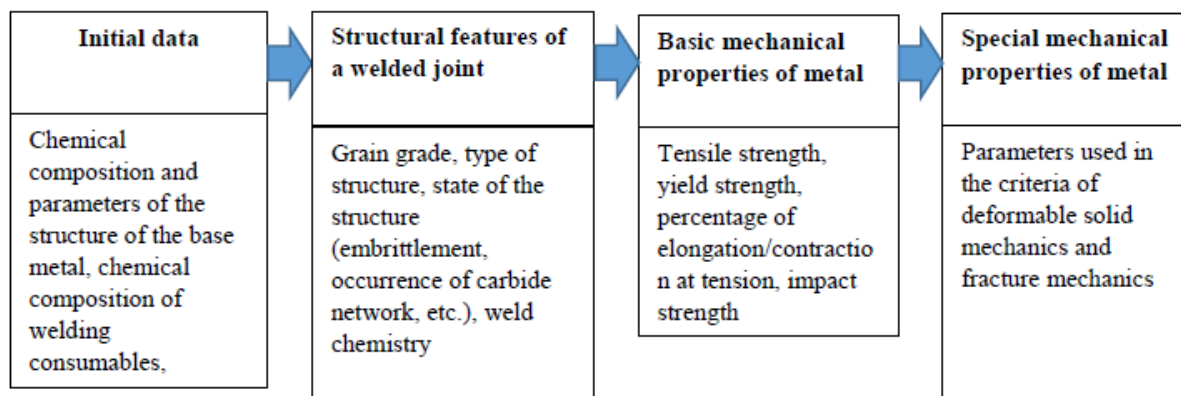 Initial data
Chemical
composition and
parameters of the
structure of the base
metal, chemical
composition of
welding
consumables,
Structural features of
a welded joint
Grain grade, type of
structure, state of the
structure
(embrittlement,
occurrence of carbide
network, etc.), weld
chemistry
Basic mechanical
properties of metal
Tensile strength,
yield strength,
percentage of
elongation/contractio
n at tension, impact
strength
Special mechanical
properties of metal
Parameters used in
the criteria of
deformable solid
mechanics and
fracture mechanics